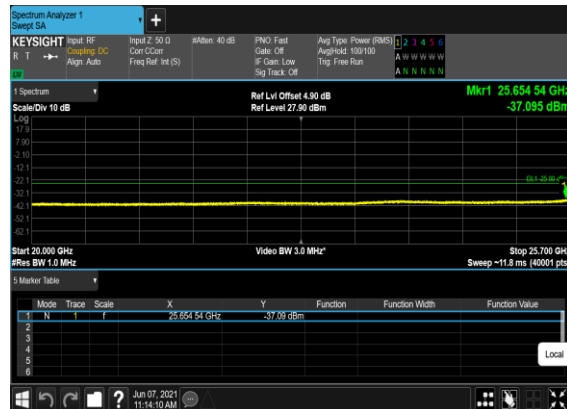 Spectrum Analyzer 1
Swept SA
+
KEYSIGHT Input: RF Input Z: 50 Ω #Atten: 40 dB PNO: Fast Avg Type: Power (RMS) 1 2 3 4 5 6
R T Coupling: DC Corr CCorr Gate: Off Avg|Hold: 100/100 A W W W W W
Align: Auto Freq Ref: Int (S) IF Gain: Low Trig: Free Run
Sig Track: Off A N N N N N
1 Spectrum
Ref Lvl Offset 4.90 dB Mkr1 25.654 54 GHz
Scale/Div 10 dB Ref Level 27.90 dBm -37.095 dBm
Log
17.9
7.90
-2.10
-12.1
-22.1
DL1 -25.00
-32.1
-42.1
-52.1
-62.1
Start 20.000 GHz Video BW 3.0 MHz* Stop 25.700 GHz
#Res BW 1.0 MHz Sweep ~11.8 ms (40001 pts
5 Marker Table
Mode Trace Scale X Y Function Function Width Function Value
1 N 1 f 25.654 54 GHz -37.09 dBm
2
3
4
5
6
Local
? Jun 07, 2021
11:14:10 AM